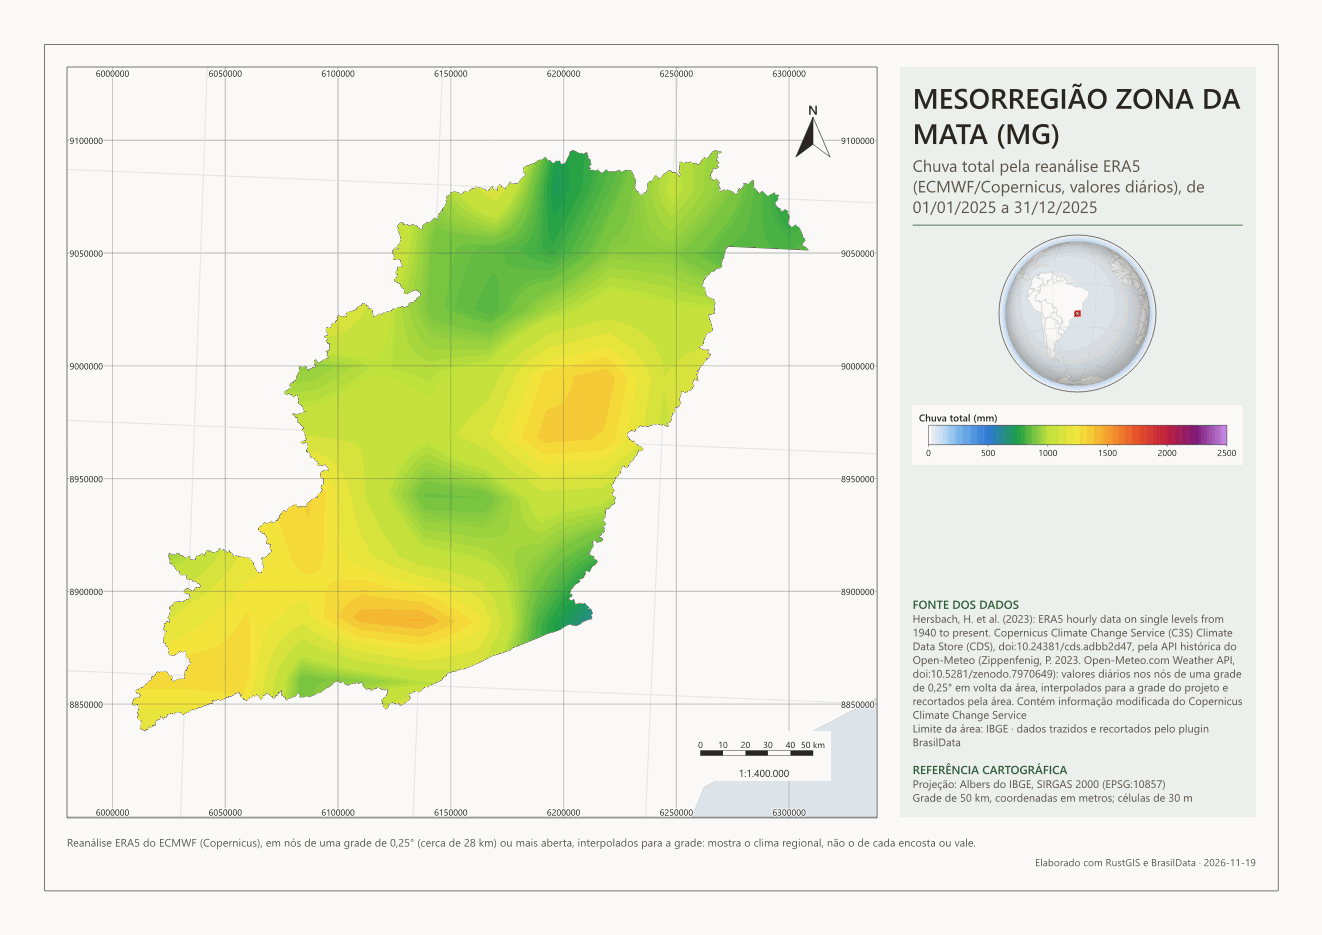 6000000 6050000 6100000 6150000 6200000 6250000 6300000
N
9100000 9100000
9050000 9050000
9000000 9000000
8950000 8950000
8900000 8900000
8850000 8850000
0 10 20 30 40 50 km
1:1.400.000
6000000 6050000 6100000 6150000 6200000 6250000 6300000
MESORREGIÃO ZONA DA
MATA (MG)
Chuva total pela reanálise ERA5
(ECMWF/Copernicus, valores diários), de
01/01/2025 a 31/12/2025
Chuva total (mm)
0 500 1000 1500 2000 2500
FONTE DOS DADOS
Hersbach, H. et al. (2023): ERA5 hourly data on single levels from
1940 to present. Copernicus Climate Change Service (C3S) Climate
Data Store (CDS), doi:10.24381/cds.adbb2d47, pela API histórica do
Open-Meteo (Zippenfenig, P. 2023. Open-Meteo.com Weather API,
doi:10.5281/zenodo.7970649): valores diários nos nós de uma grade
de 0,25° em volta da área, interpolados para a grade do projeto e
recortados pela área. Contém informação modificada do Copernicus
Climate Change Service
Limite da área: IBGE · dados trazidos e recortados pelo plugin
BrasilData
REFERÊNCIA CARTOGRÁFICA
Projeção: Albers do IBGE, SIRGAS 2000 (EPSG:10857)
Grade de 50 km, coordenadas em metros; células de 30 m
Reanálise ERA5 do ECMWF (Copernicus), em nós de uma grade de 0,25° (cerca de 28 km) ou mais aberta, interpolados para a grade: mostra o clima regional, não o de cada encosta ou vale.
Elaborado com RustGIS e BrasilData · 2026-11-19